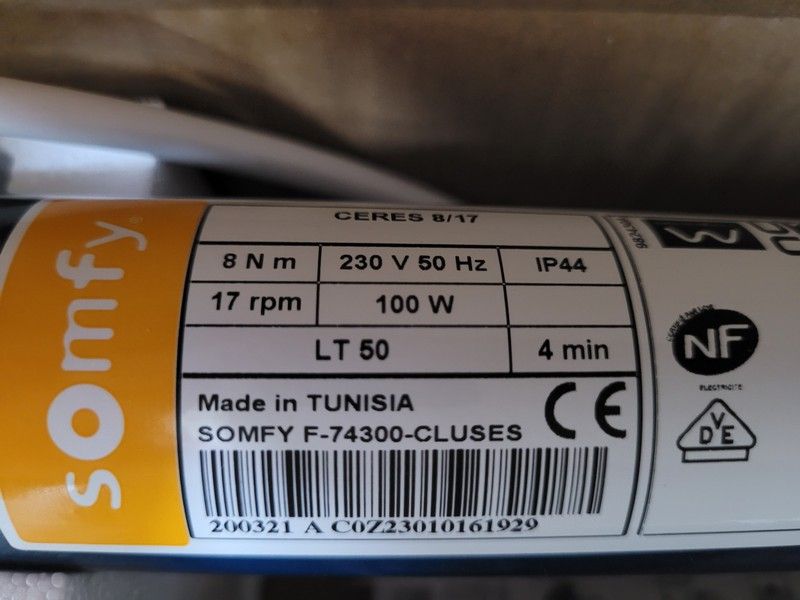 somfy®
CERES 8/17
8 N m 230 V 50 Hz IP44
17 rpm 100 W
LT 50 4 min
Made in TUNISIA
SOMFY F-74300-CLUSES
CE
200321 A C0Z23010161929
NF
ELECTRICITE
VDE